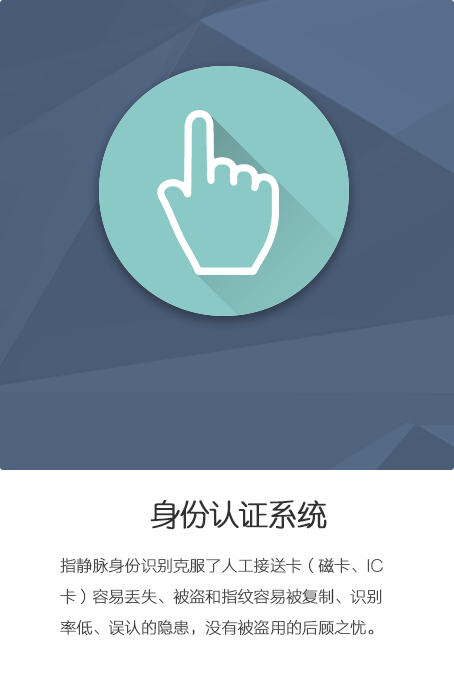 身份认证系统
指静脉身份识别克服了人工接送卡（磁卡、IC
卡）容易丢失、被盗和指纹容易被复制、识别
率低、误认的隐患，没有被盗用的后顾之忧。